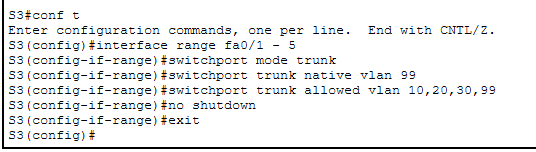 S3#conf t
Enter configuration commands, one per line.  End with CNTL/Z.
S3(config)#interface range fa0/1 - 5
S3(config-if-range)#switchport mode trunk
S3(config-if-range)#switchport trunk native vlan 99
S3(config-if-range)#switchport trunk allowed vlan 10,20,30,99
S3(config-if-range)#no shutdown
S3(config-if-range)#exit
S3(config)#